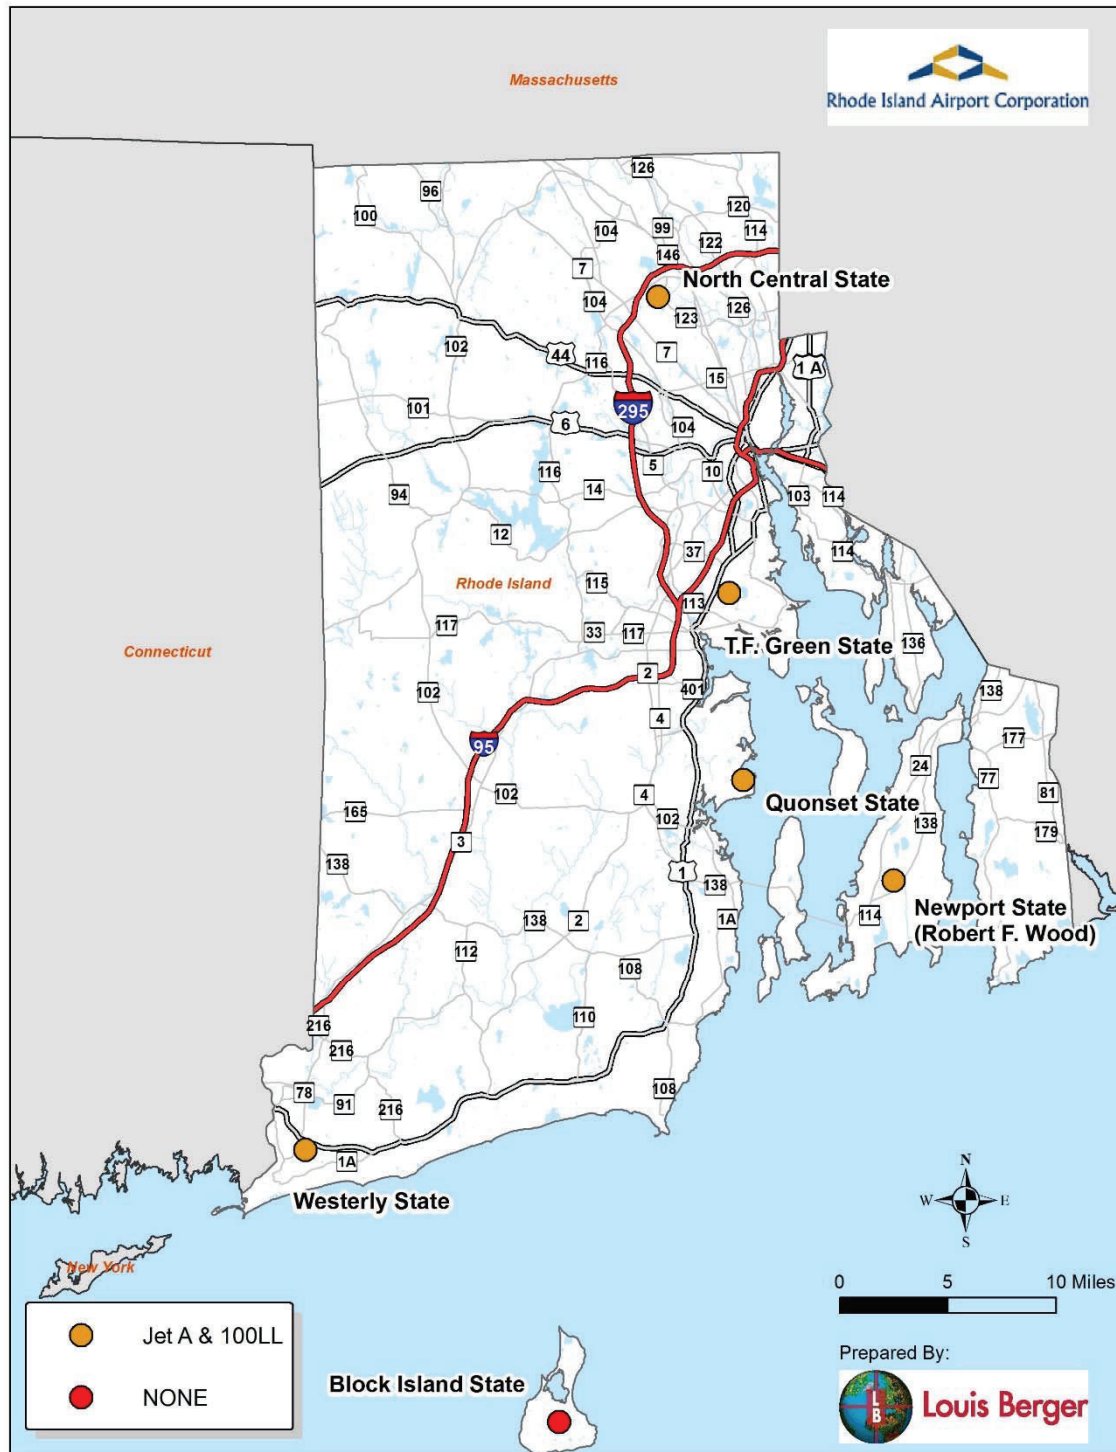 Massachusetts
Rhode Island Airport Corporation
126
96
100
120
104
99
122
114
146
7
North Central State
104
123
126
102
44
116
7
15
1 A
101
295
6
104
5
10
116
94
14
103
114
12
37
114
Rhode Island
115
113
117
33
117
136
Connecticut
T.F. Green State
2
102
401
138
4
95
177
24
77
102
4
Quonset State
81
165
102
138
179
3
138
1
138
Newport State
(Robert F. Wood)
114
1A
138
2
112
108
110
216
216
78
91
216
108
1A
Westerly State
N
W
E
S
New York
0
5
10 Miles
Jet A & 100LL
NONE
Block Island State
Prepared By:
L
B
Louis Berger